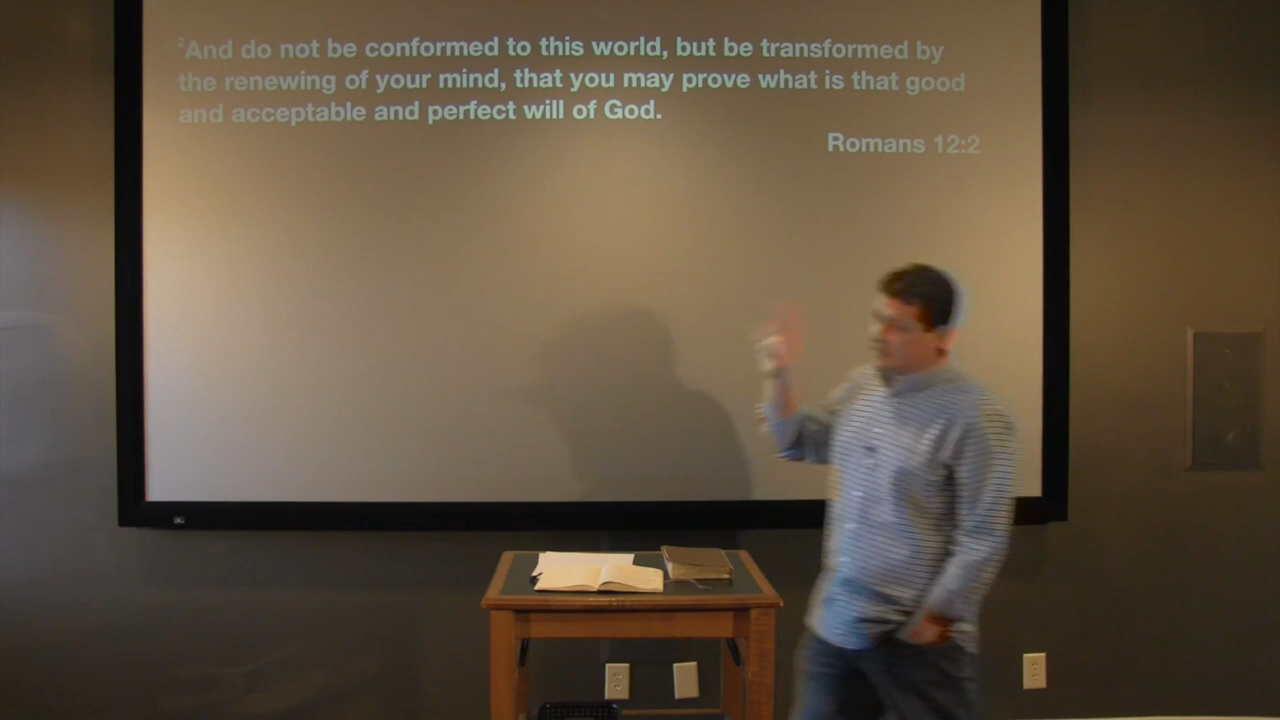 2And do not be conformed to this world, but be transformed by
the renewing of your mind, that you may prove what is that good
and acceptable and perfect will of God.
Romans 12:2